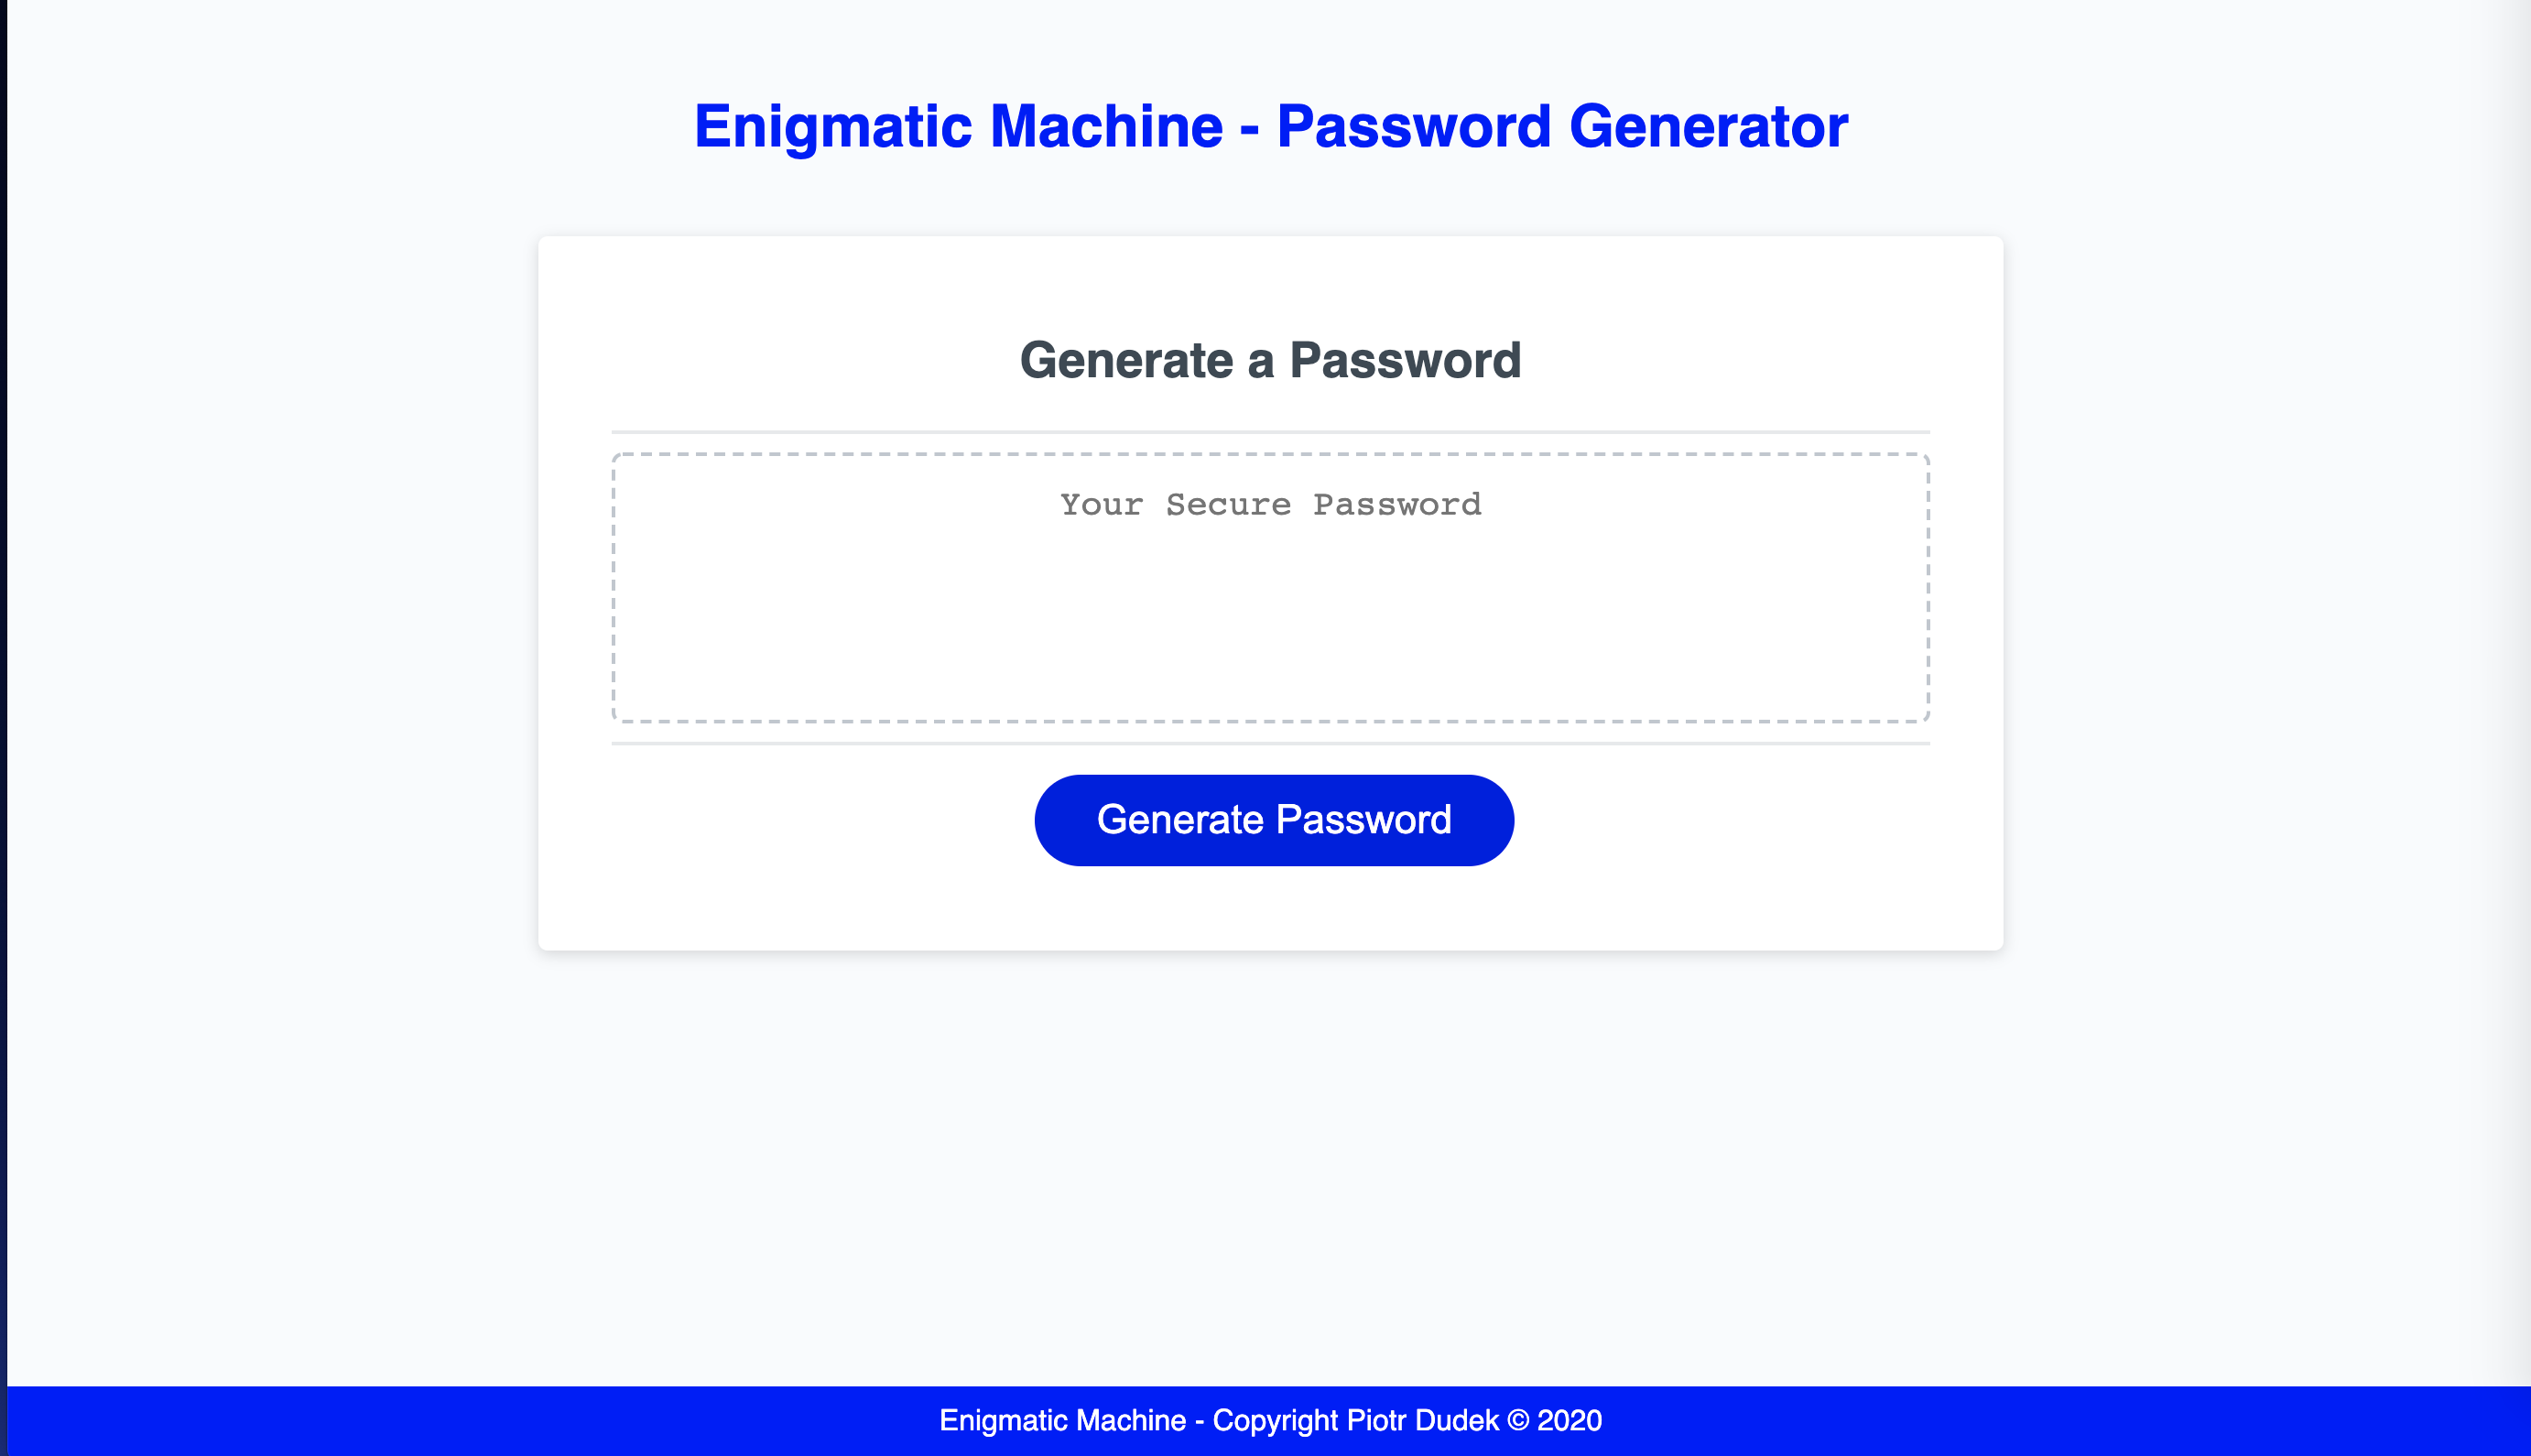 Enigmatic Machine - Password Generator
Generate a Password
Your Secure Password
Generate Password
Enigmatic Machine - Copyright Piotr Dudek © 2020